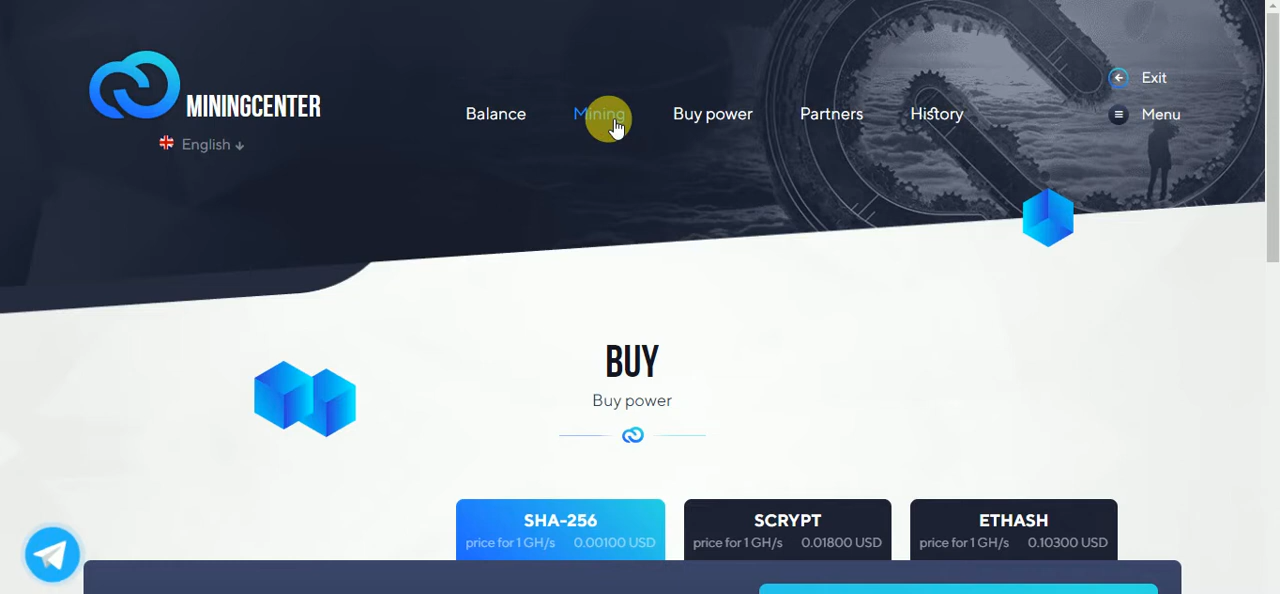 Exit
MININGCENTER
Balance Mining Buy power Partners History
Menu
English
BUY
Buy power
SHA-256 SCRYPT ETHASH
price for 1 GH/s 0.00100 USD price for 1 GH/s 0.01800 USD price for 1 GH/s 0.10300 USD